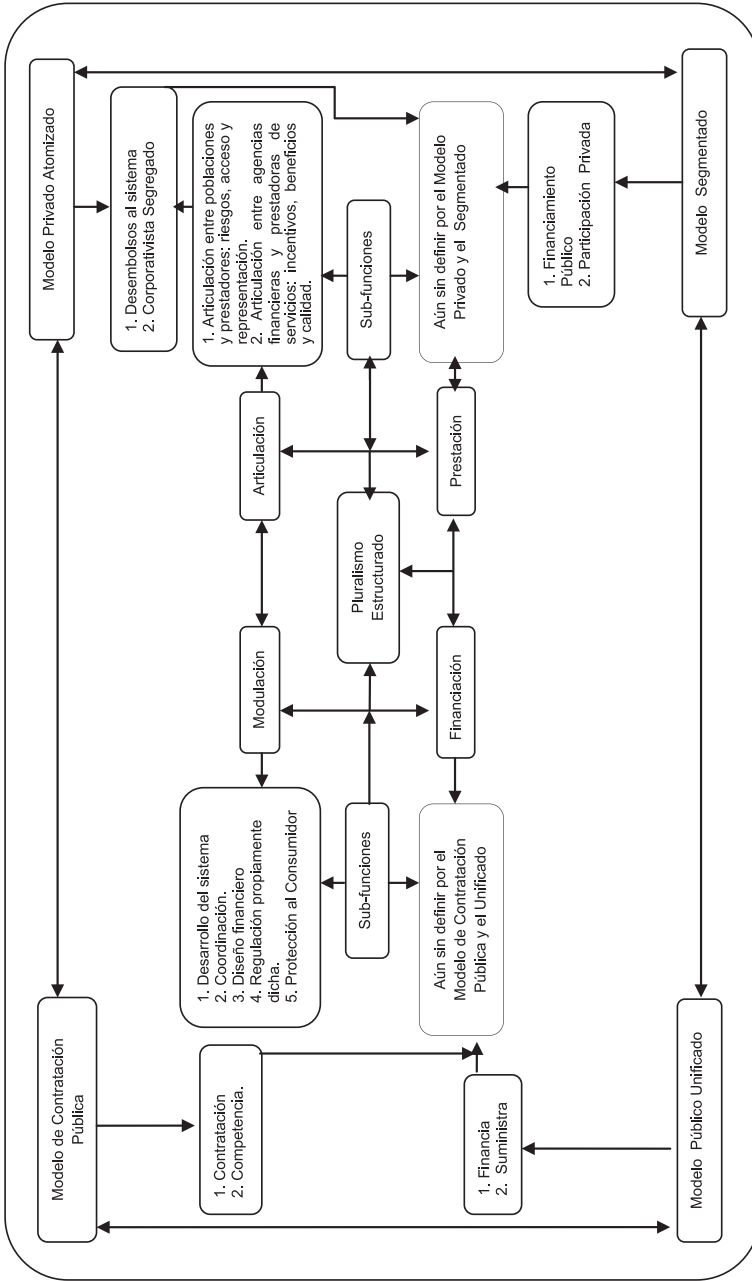 Modelo de Contratación
Pública
Modelo Privado Atomizado
1. Contratación
2. Competencia.
1. Desembolsos al sistema
2. Corporativista Segregado
1. Desarrollo del sistema
2. Coordinación.
3. Diseño financiero
4. Regulación propiamente
dicha.
5. Protección al Consumidor
Modulación
Articulación
1. Articulación entre poblaciones
y prestadores: riesgos, acceso y
representación.
2. Articulación entre agencias
financieras y prestadoras de
servicios: incentivos, beneficios
y calidad.
Sub-funciones
Pluralismo
Estructurado
Sub-funciones
Aún sin definir por el
Modelo de Contratación
Pública y el Unificado
Financiación
Prestación
Aún sin definir por el Modelo
Privado y el Segmentado
1. Financia
2. Suministra
1. Financiamiento
Público
2. Participación Privada
Modelo Público Unificado
Modelo Segmentado